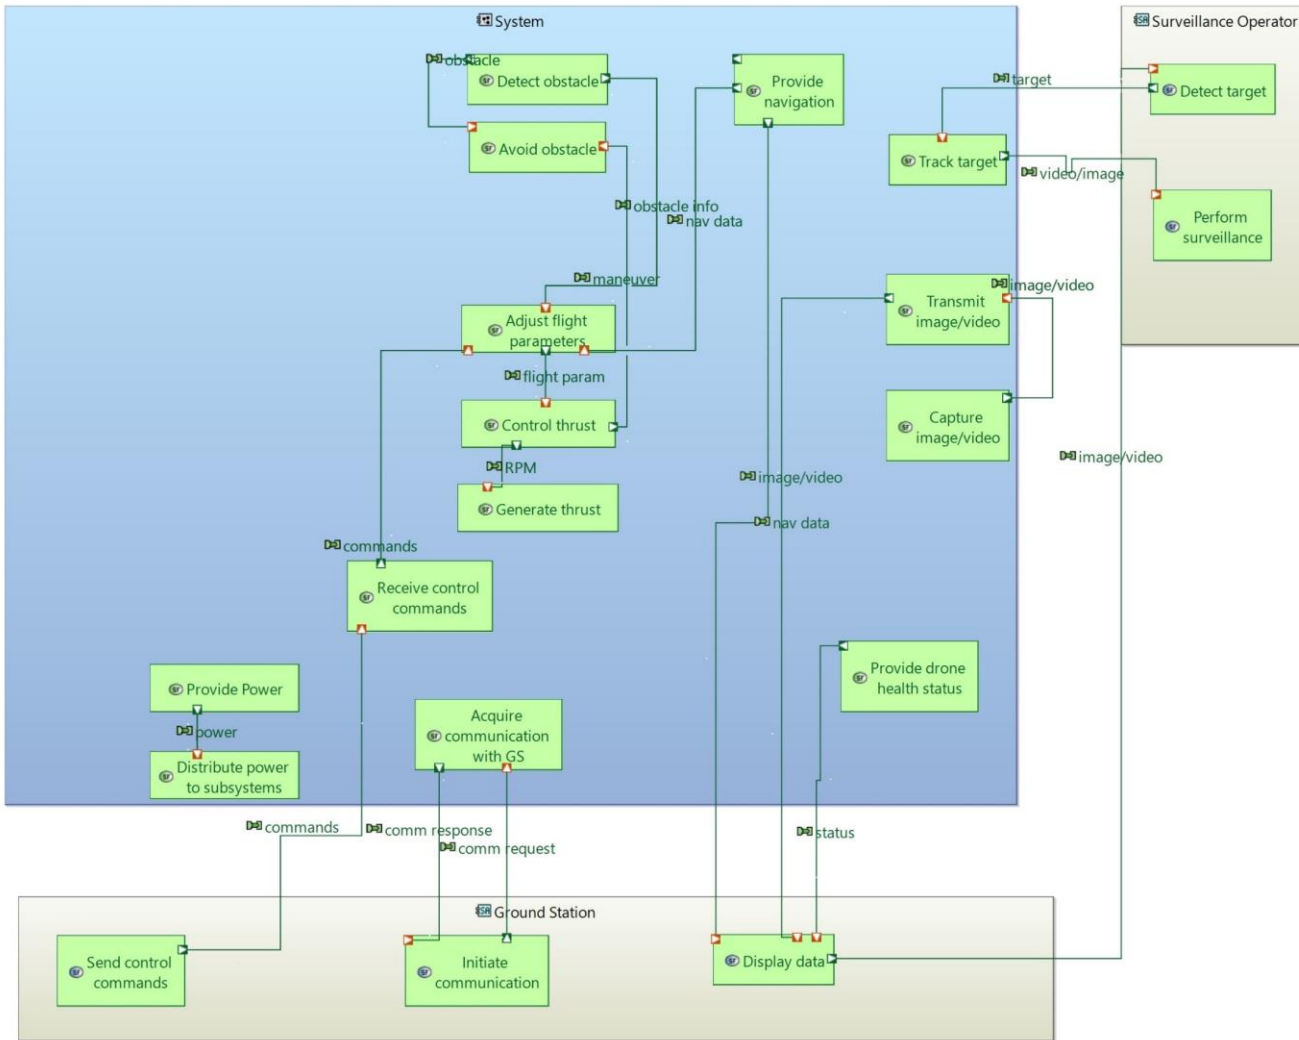 System
Surveillance Operator
obstacle
Detect obstacle
Provide
navigation
target
Detect target
Avoid obstacle
Track target
video/image
obstacle info
nav data
Perform
surveillance
maneuver
image/video
Transmit
image/video
Adjust flight
parameters
flight param
Control thrust
Capture
image/video
RPM
image/video
image/video
Generate thrust
nav data
commands
Receive control
commands
Provide Power
Provide drone
health status
Acquire
communication
with GS
power
Distribute power
to subsystems
commands
comm response
status
comm request
Ground Station
Send control
commands
Initiate
communication
Display data